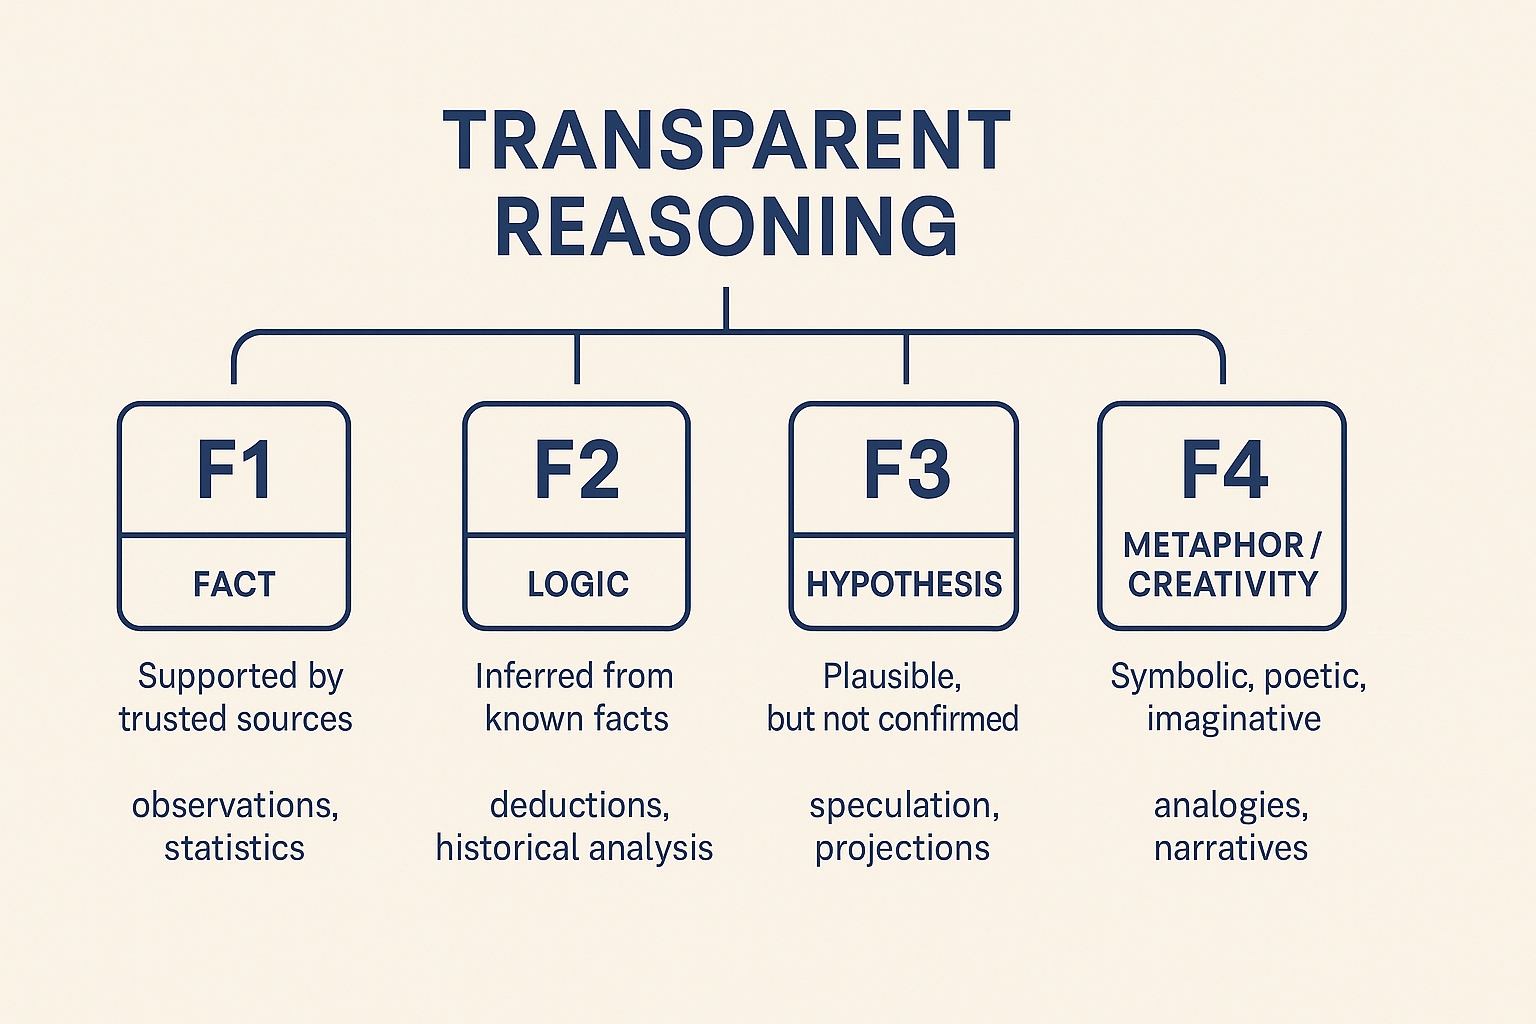 TRANSPARENT
REASONING
F1
FACT
Supported by
trusted sources
observations,
statistics
F2
LOGIC
Inferred from
known facts
deductions,
historical analysis
F3
HYPOTHESIS
Plausible,
but not confirmed
speculation,
projections
F4
METAPHOR /
CREATIVITY
Symbolic, poetic,
imaginative
analogies,
narratives